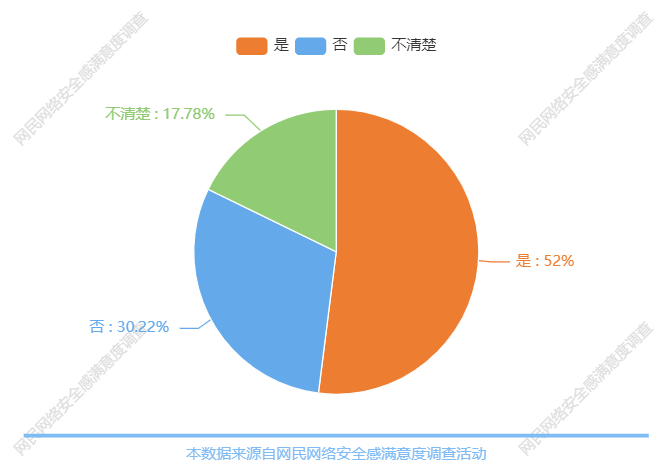 是 否 不清楚
网民网络安全感满意度调查
网民网络安全感满意度调查
不清楚 : 17.78%
是 : 52%
否 : 30.22%
网民网络安全感满意度调查
网民网络安全感满意度调查
本数据来源自网民网络安全感满意度调查活动